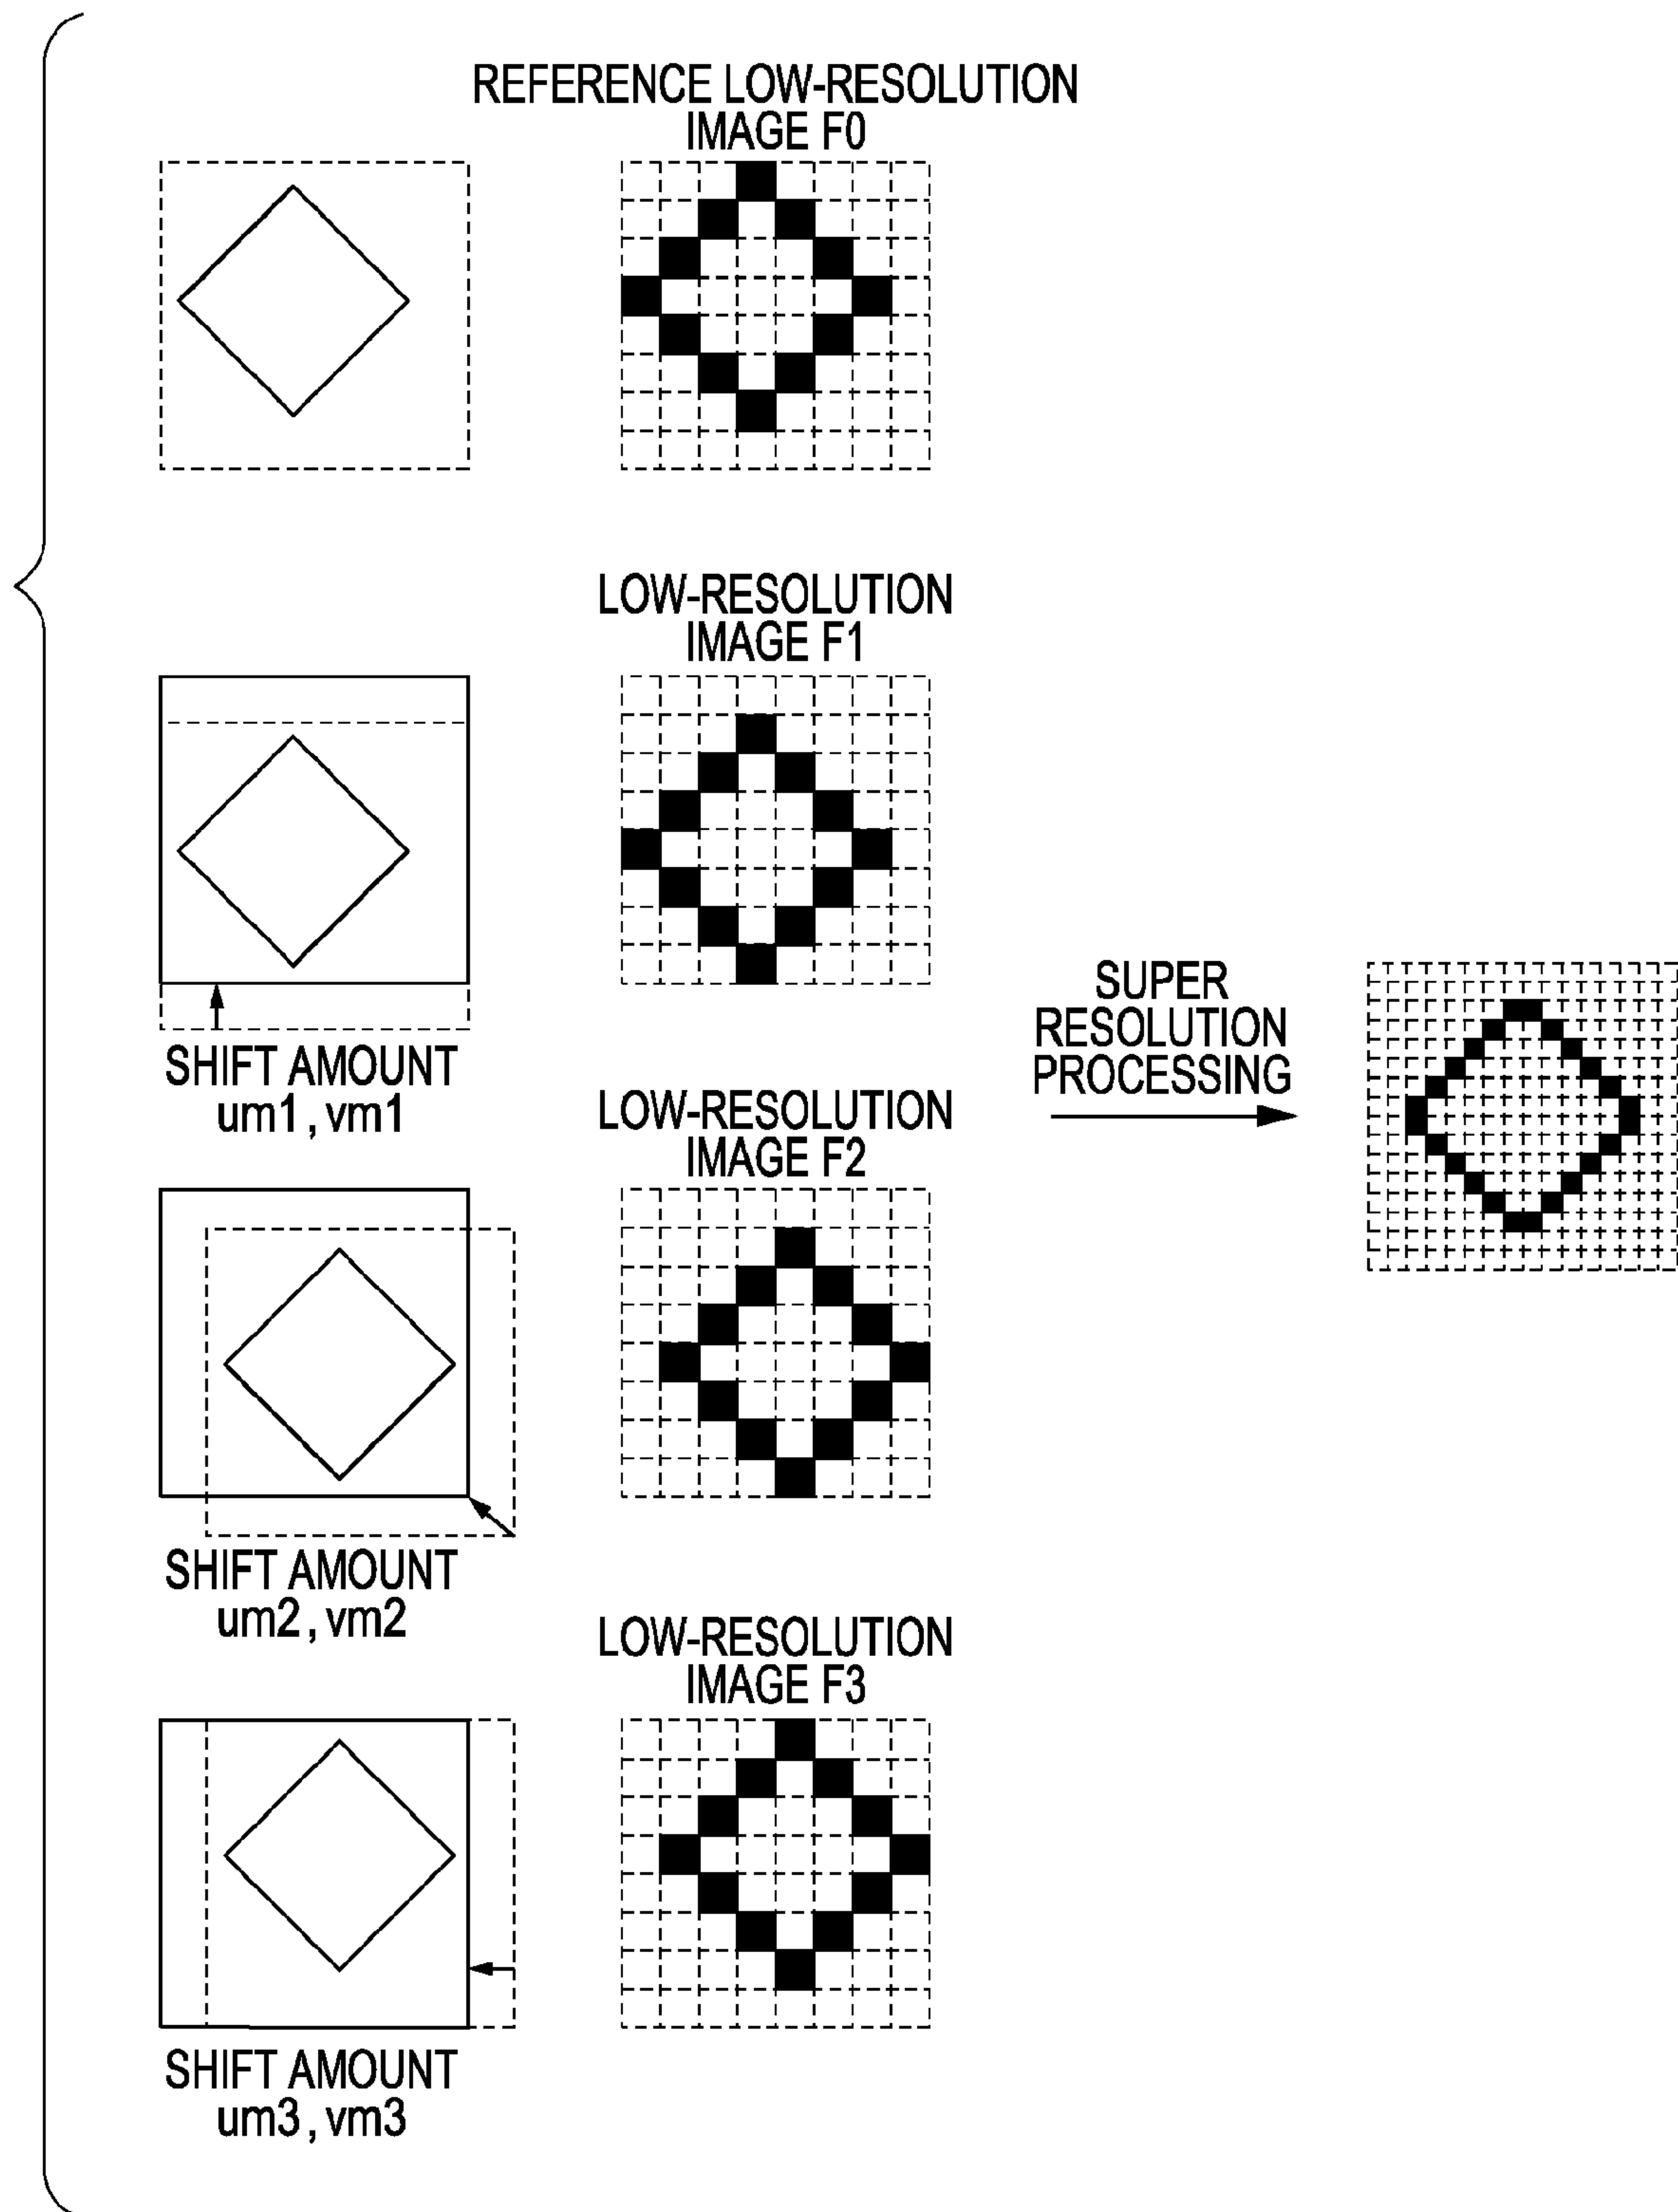 REFERENCE LOW-RESOLUTION
IMAGE F0
LOW-RESOLUTION
IMAGE F1
SHIFT AMOUNT
um1, vm1
LOW-RESOLUTION
IMAGE F2
SHIFT AMOUNT
um2, vm2
LOW-RESOLUTION
IMAGE F3
SHIFT AMOUNT
um3, vm3
SUPER
RESOLUTION
PROCESSING